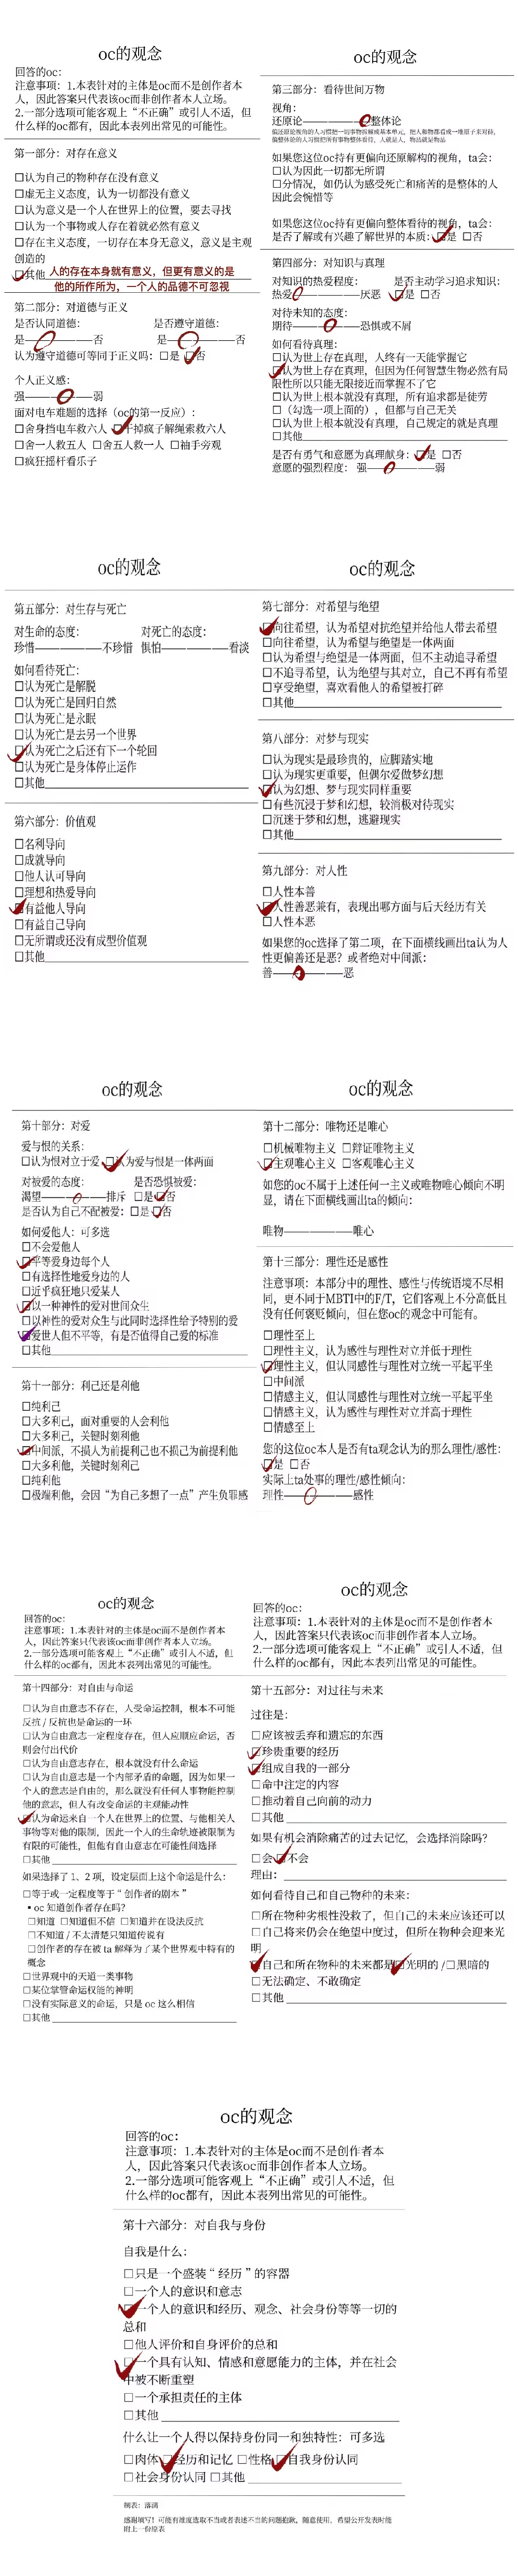 oc的观念
回答的oc:
注意事项：1.本表针对的主体是oc而不是创作者本
人，因此答案只代表该oc而非创作者本人立场。
2.一部分选项可能客观上“不正确”或引人不适，但
什么样的oc都有，因此本表列出常见的可能性。
第一部分：对存在意义
□认为自己的物种存在没有意义
□虚无主义态度，认为一切都没有意义
□认为意义是一个人在世界上的位置，要去寻找
□认为一个事物或人存在着就必然有意义
□存在主义态度，一切存在本身无意义，意义是主观
创造的
□其他 人的存在本身就有意义，但更有意义的是
他的所作所为，一个人的品德不可忽视
第二部分：对道德与正义
是否认同道德： 是否遵守道德：
是——————否 是——————否
认为遵守道德可等同于正义吗：□是 □否
个人正义感：
强——————弱
面对电车难题的选择（oc的第一反应）：
□舍身挡电车救六人 □干掉疯子解绳索救六人
□舍一人救五人 □舍五人救一人 □袖手旁观
□疯狂摇杆看乐子
oc的观念
第三部分：看待世间万物
视角：
还原论——————整体论
如果您这位oc持有更偏向还原解构的视角，ta会：
□认为因此一切都无所谓
□分情况，如仍认为感受死亡和痛苦的是整体的人
因此会惋惜等
如果您这位oc持有更偏向整体看待的视角，ta会：
是否了解或有兴趣了解世界的本质：□是 □否
第四部分：对知识与真理
对知识的热爱程度： 是否主动学习追求知识：
热爱——————厌恶 □是 □否
对待未知的态度：
期待——————恐惧或不屑
如何看待真理：
□认为世上存在真理，人终有一天能掌握它
□认为世上存在真理，但因为任何智慧生物必然有局
限性所以只能无限接近而掌握不了它
□认为世上根本就没有真理，所有追求都是徒劳
□（勾选一项上面的），但都与自己无关
□认为世上根本就没有真理，自己规定的就是真理
□其他
是否有勇气和意愿为真理献身：□是 □否
意愿的强烈程度： 强——————弱
oc的观念
第五部分：对生存与死亡
对生命的态度： 对死亡的态度：
珍惜——————不珍惜 惧怕——————看淡
如何看待死亡：
□认为死亡是解脱
□认为死亡是回归自然
□认为死亡是永眠
□认为死亡是去另一个世界
□认为死亡之后还有下一个轮回
□认为死亡是身体停止运作
□其他
第六部分：价值观
□名利导向
□成就导向
□他人认可导向
□理想和热爱导向
□有益他人导向
□有益自己导向
□无所谓或还没有成型价值观
□其他
oc的观念
第七部分：对希望与绝望
□向往希望，认为希望对抗绝望并给他人带去希望
□向往希望，认为希望与绝望是一体两面
□认为希望与绝望是一体两面，但不主动追寻希望
□不追寻希望，认为绝望与其对立，自己不再有希望
□享受绝望，喜欢看他人的希望被打碎
□其他
第八部分：对梦与现实
□认为现实是最珍贵的，应脚踏实地
□认为现实更重要，但偶尔爱做梦幻想
□认为幻想、梦与现实同样重要
□有些沉浸于梦和幻想，较消极对待现实
□沉迷于梦和幻想，逃避现实
□其他
第九部分：对人性
□人性本善
□人性善恶兼有，表现出哪方面与后天经历有关
□人性本恶
如果您的oc选择了第二项，在下面横线画出ta认为人
性更偏善还是恶？或者绝对中间派：
善——————恶
oc的观念
第十部分：对爱
爱与恨的关系：
□认为恨对立于爱 □认为爱与恨是一体两面
对被爱的态度： 是否恐惧被爱：
渴望——————排斥 □是 □否
是否认为自己不配被爱：□是 □否
如何爱他人：可多选
□不会爱他人
□平等爱身边每个人
□有选择性地爱身边的人
□近乎疯狂地只爱某人
□以一种神性的爱对世间众生
□从神性的爱对众生与此同时选择性给予特别的爱
□爱世人但不平等，有是否值得自己爱的标准
□其他
第十一部分：利己还是利他
□纯利己
□大多利己，面对重要的人会利他
□大多利己，关键时刻利他
□中间派，不损人为前提利己也不损己为前提利他
□大多利他，关键时刻利己
□纯利他
□极端利他，会因“为自己多想了一点”产生负罪感
oc的观念
第十二部分：唯物还是唯心
□机械唯物主义 □辩证唯物主义
□主观唯心主义 □客观唯心主义
如您的oc不属于上述任何一主义或唯物唯心倾向不明
显，请在下面横线画出ta的倾向：
唯物——————唯心
第十三部分：理性还是感性
注意事项：本部分中的理性、感性与传统语境不尽相
同，更不同于MBTI中的F/T，它们客观上不分高低且
没有任何褒贬倾向，但在您oc的观念中可能有。
□理性至上
□理性主义，认为感性与理性对立并低于理性
□理性主义，但认同感性与理性对立统一平起平坐
□中间派
□情感主义，但认同感性与理性对立统一平起平坐
□情感主义，认为感性与理性对立并高于理性
□情感至上
您的这位oc本人是否有ta观念认为的那么理性/感性：
□是 □否
实际上ta处事的理性/感性倾向：
理性——————感性
oc的观念
回答的oc:
注意事项：1.本表针对的主体是oc而不是创作者本
人，因此答案只代表该oc而非创作者本人立场。
2.一部分选项可能客观上“不正确”或引人不适，但
什么样的oc都有，因此本表列出常见的可能性。
第十四部分：对自由与命运
□认为自由意志不存在，人受命运控制，根本不可能
反抗 / 反抗也是命运的一环
□认为自由意志一定程度存在，但人应顺应命运，否
则会付出代价
□认为自由意志存在，根本就没有什么命运
□认为自由意志是一个内部矛盾的命题，因为如果一
个人的意志是自由的，那么就没有任何人事物能控制
他的意志，但人有改变命运的主观能动性
□认为命运来自一个人在世界上的位置、与他相关人
事物等对他的限制，因此一个人的生命轨迹被限制为
有限的可能性，但他有自由意志在可能性间选择
□其他
如果选择了 1、2 项，设定层面上这个命运是什么：
□等于或一定程度等于“创作者的剧本”
• oc 知道创作者存在吗？
□知道 □知道但不信 □知道并在设法反抗
□不知道 / 不太清楚只知道传说有
□创作者的存在被 ta 解释为了某个世界观中特有的
概念
□世界观中的天道一类事物
□某位掌管命运权能的神明
□没有实际意义的命运，只是 oc 这么相信
□其他
oc的观念
回答的oc:
注意事项：1.本表针对的主体是oc而不是创作者本
人，因此答案只代表该oc而非创作者本人立场。
2.一部分选项可能客观上“不正确”或引人不适，但
什么样的oc都有，因此本表列出常见的可能性。
第十五部分：对过往与未来
过往是：
□应该被丢弃和遗忘的东西
□珍贵重要的经历
□组成自我的一部分
□命中注定的内容
□推动着自己向前的动力
□其他
如果有机会消除痛苦的过去记忆，会选择消除吗？
□会 □不会
理由：
如何看待自己和自己物种的未来：
□所在物种劣根性没救了，但自己的未来应该还可以
□自己将来仍会在绝望中度过，但所在物种会迎来光
明
□自己和所在物种的未来都是□光明的 /□黑暗的
□无法确定、不敢确定
□其他
oc的观念
回答的oc:
注意事项：1.本表针对的主体是oc而不是创作者本
人，因此答案只代表该oc而非创作者本人立场。
2.一部分选项可能客观上“不正确”或引人不适，但
什么样的oc都有，因此本表列出常见的可能性。
第十六部分：对自我与身份
自我是什么：
□只是一个盛装“经历”的容器
□一个人的意识和意志
□一个人的意识和经历、观念、社会身份等等一切的
总和
□他人评价和自身评价的总和
□一个具有认知、情感和意愿能力的主体，并在社会
中被不断重塑
□一个承担责任的主体
□其他
什么让一个人得以保持身份同一和独特性：可多选
□肉体 □经历和记忆 □性格 □自我身份认同
□社会身份认同 □其他
感谢填写！可能有难度选取不当或者表述不当的问题抱歉，随意使用，希望公开发表时能
附上一份原表